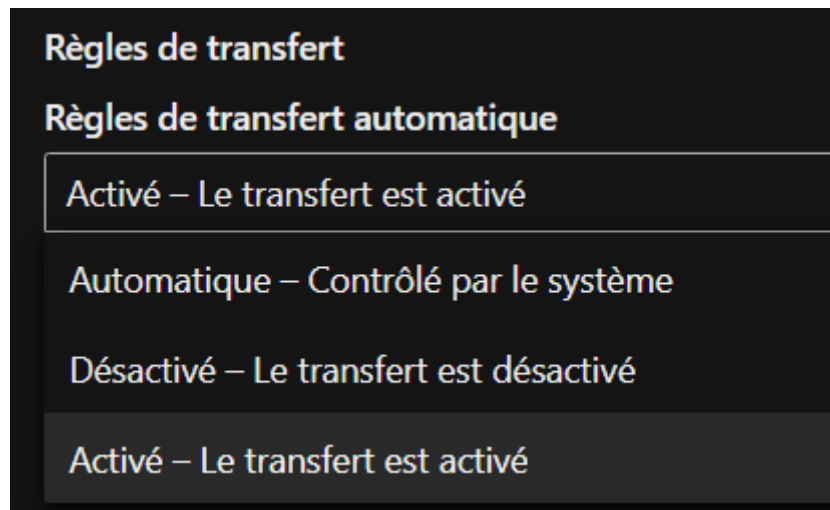 Règles de transfert
Règles de transfert automatique
Activé – Le transfert est activé
Automatique – Contrôlé par le système
Désactivé – Le transfert est désactivé
Activé – Le transfert est activé